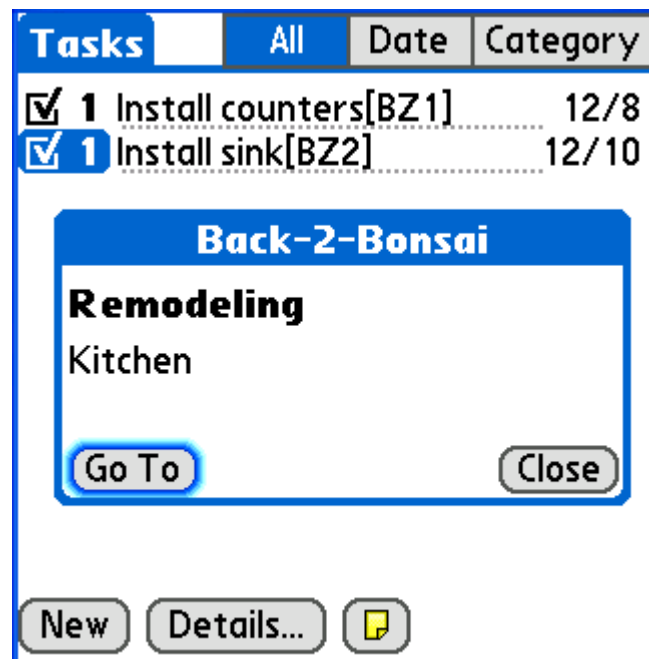 Tasks All Date Category
1 Install counters[BZ1] 12/8
1 Install sink[BZ2] 12/10
Back-2-Bonsai
Remodeling
Kitchen
Go To Close
New Details...